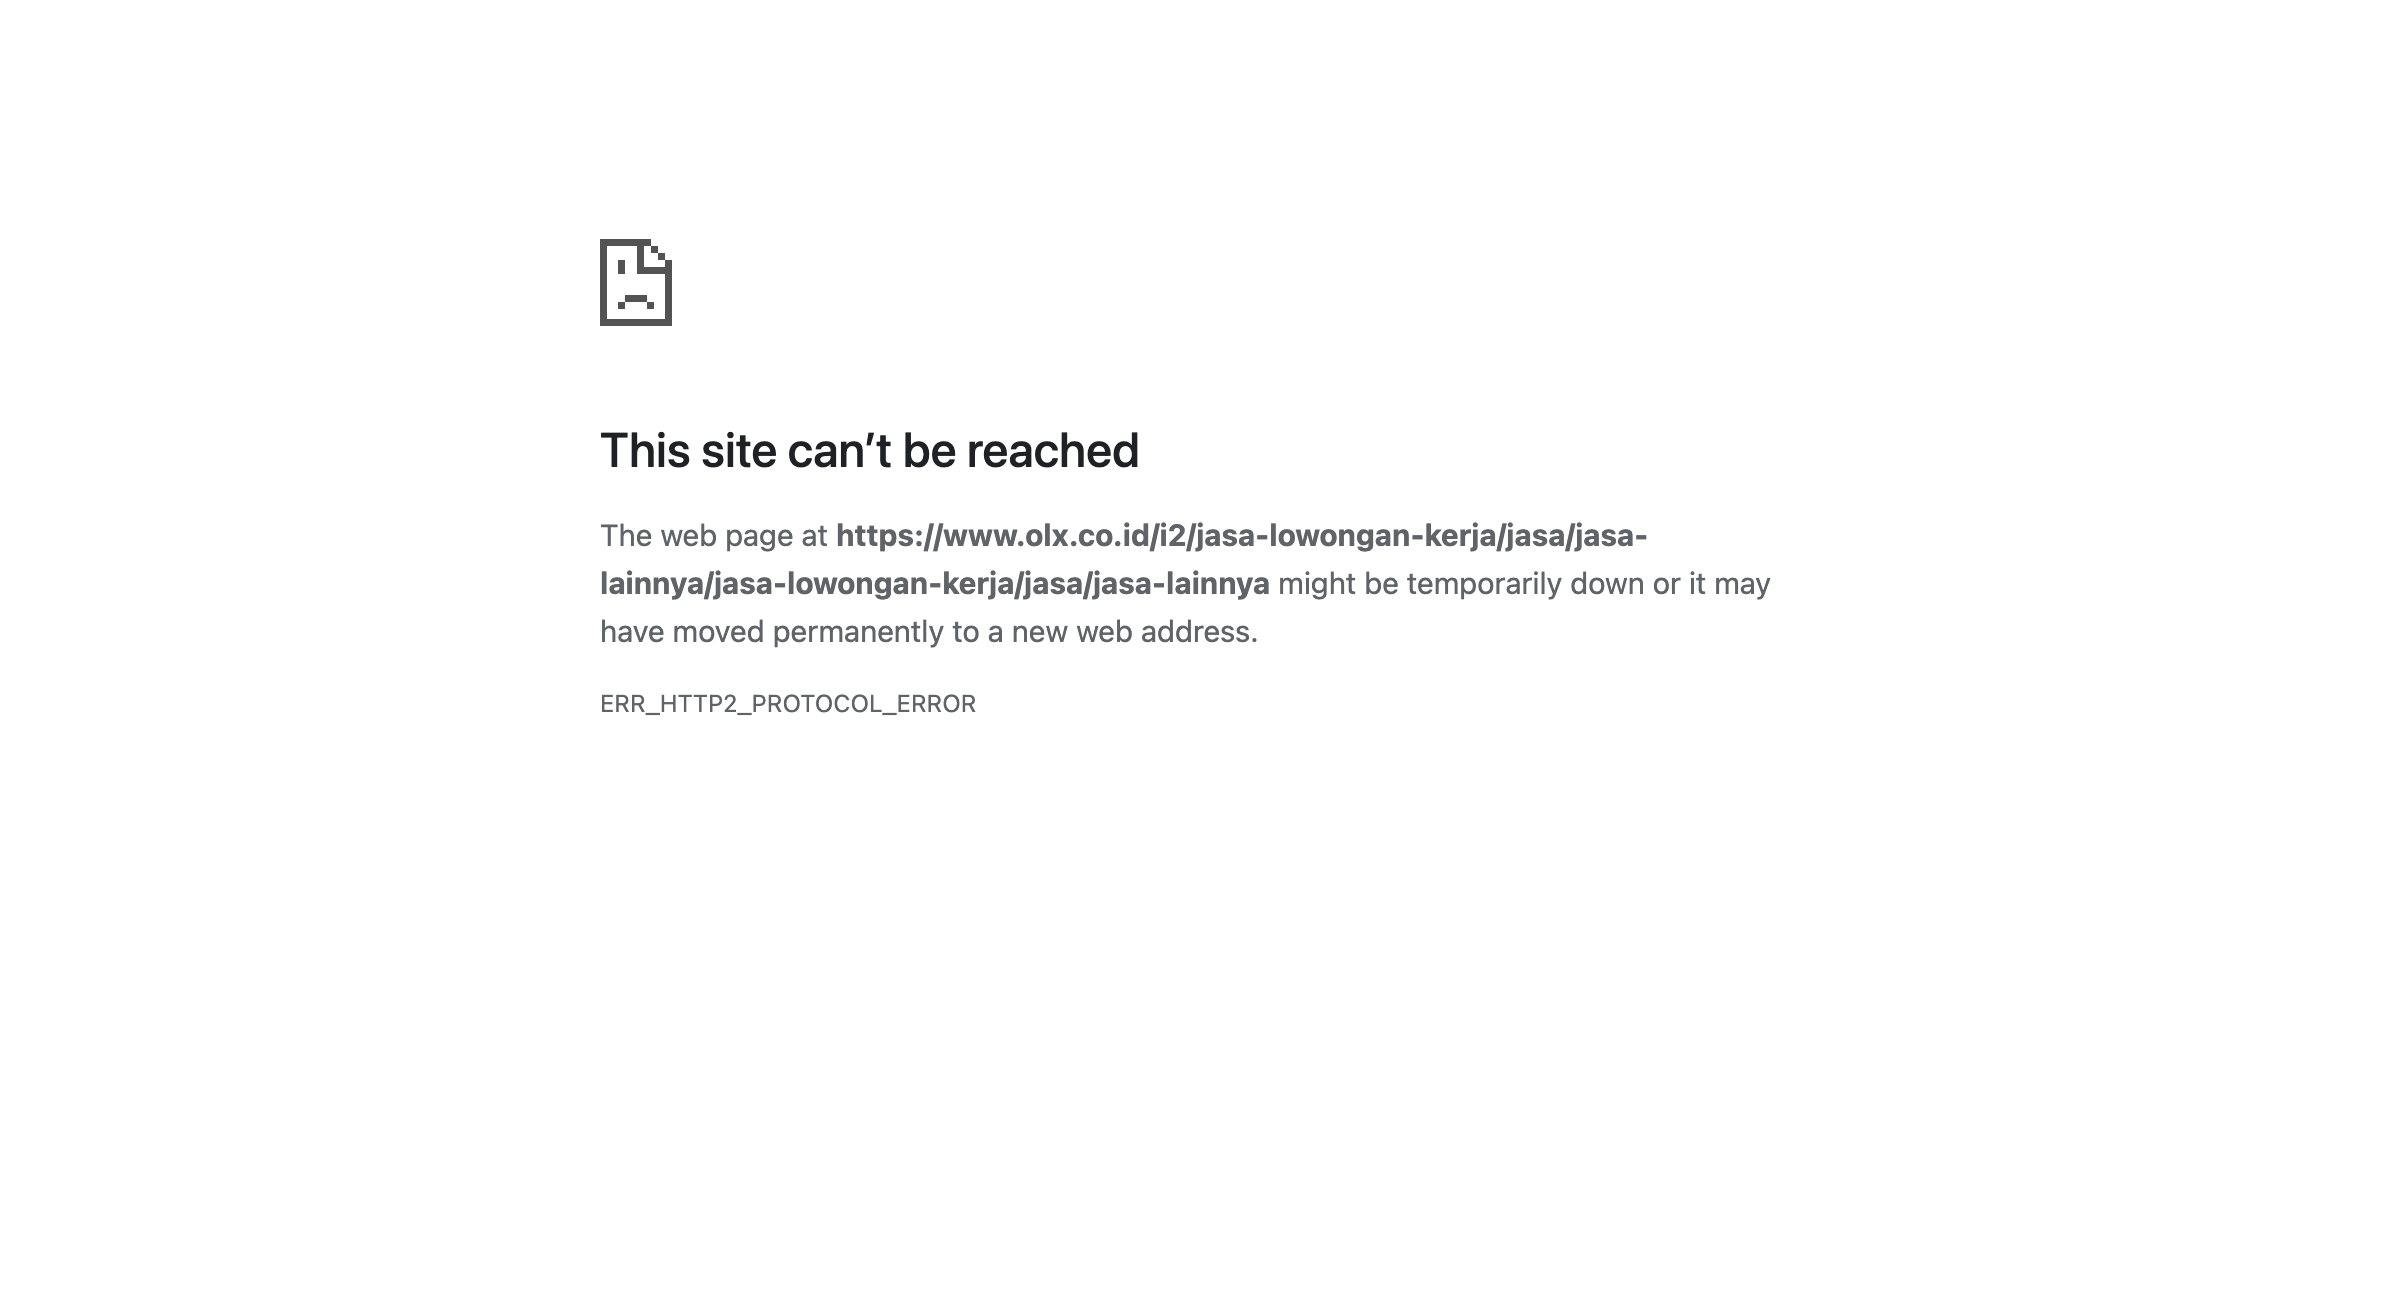 This site can’t be reached
The web page at https://www.olx.co.id/i2/jasa-lowongan-kerja/jasa/jasa-
lainnya/jasa-lowongan-kerja/jasa/jasa-lainnya might be temporarily down or it may
have moved permanently to a new web address.
ERR_HTTP2_PROTOCOL_ERROR